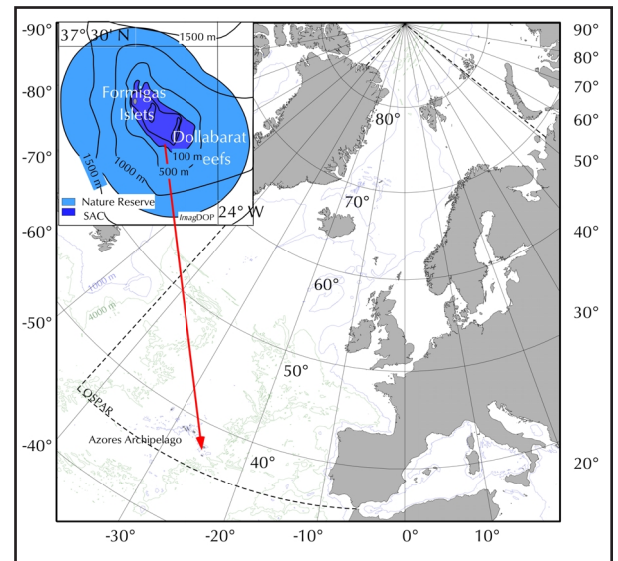 -90°
-80°
-70°
-60°
-50°
-40°
37° 30' N
1500 m
Formigas
Islets
Dollabarat
eefs
100 m
500 m
1000 m
1500 m
Nature Reserve
SAC
ImagDOP
24° W
80°
70°
60°
50°
40°
1000 m
4000 m
OSPAR
Azores Archipelago
90°
80°
70°
60°
50°
40°
30°
20°
-30°
-20°
-10°
0°
10°